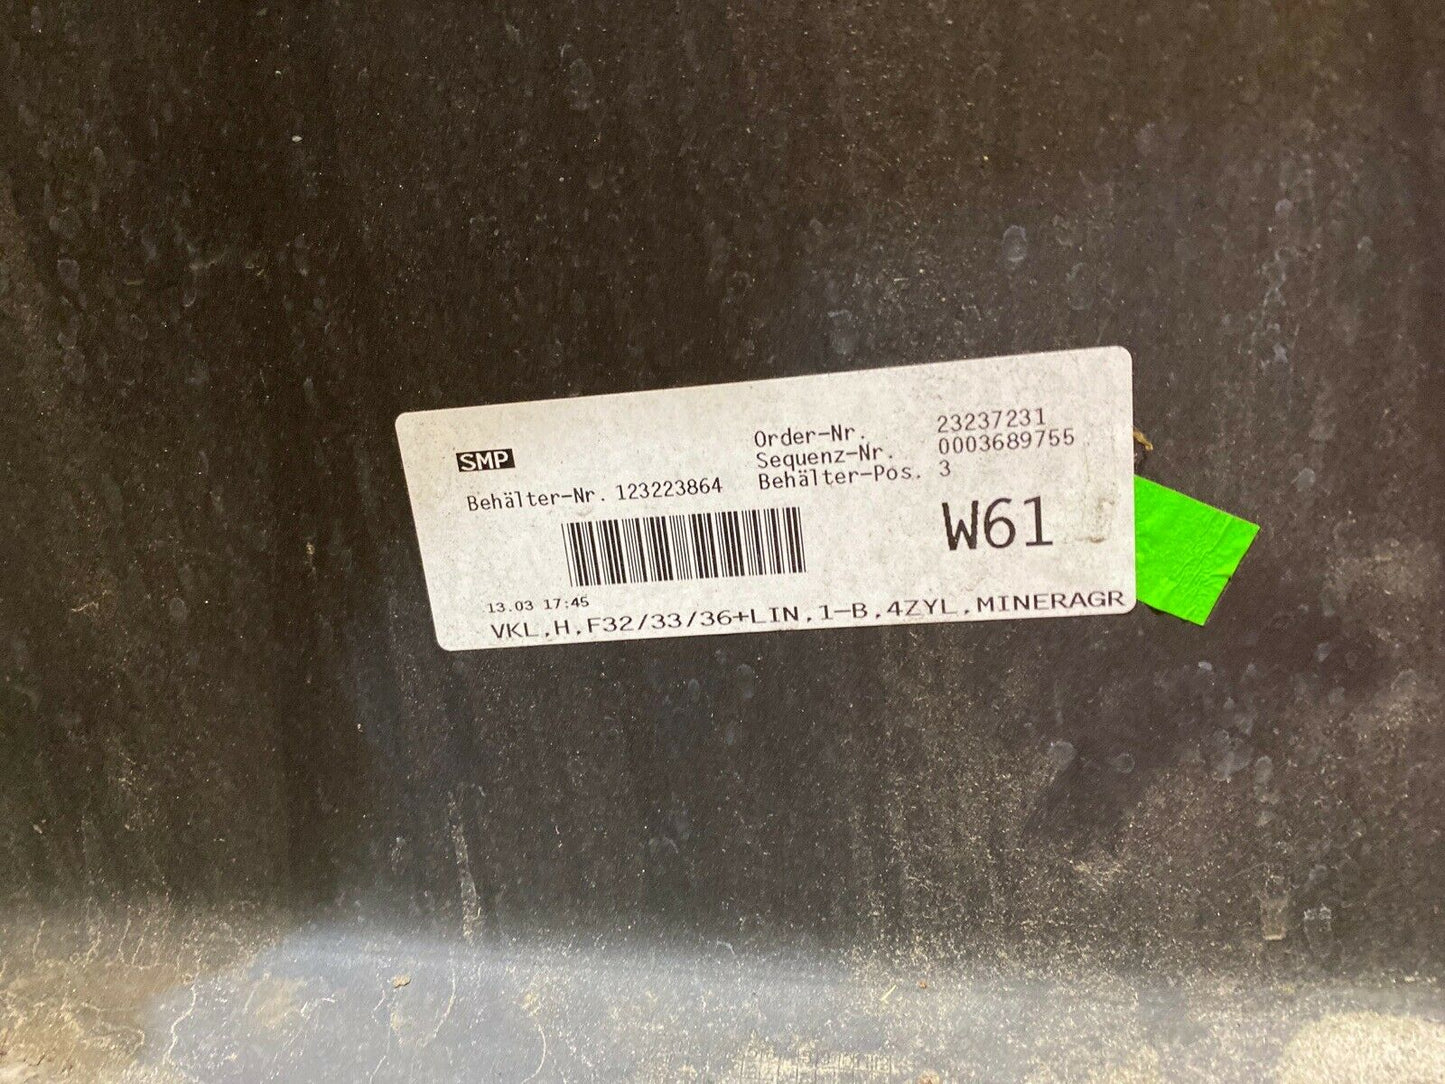 SMP
Behälter-Nr. 123223864
Order-Nr. 23237231
Sequenz-Nr. 0003689755
Behälter-Pos. 3
W61
13.03 17:45
VKL,H,F32/33/36+LIN,1-B,4ZYL,MINERAGR